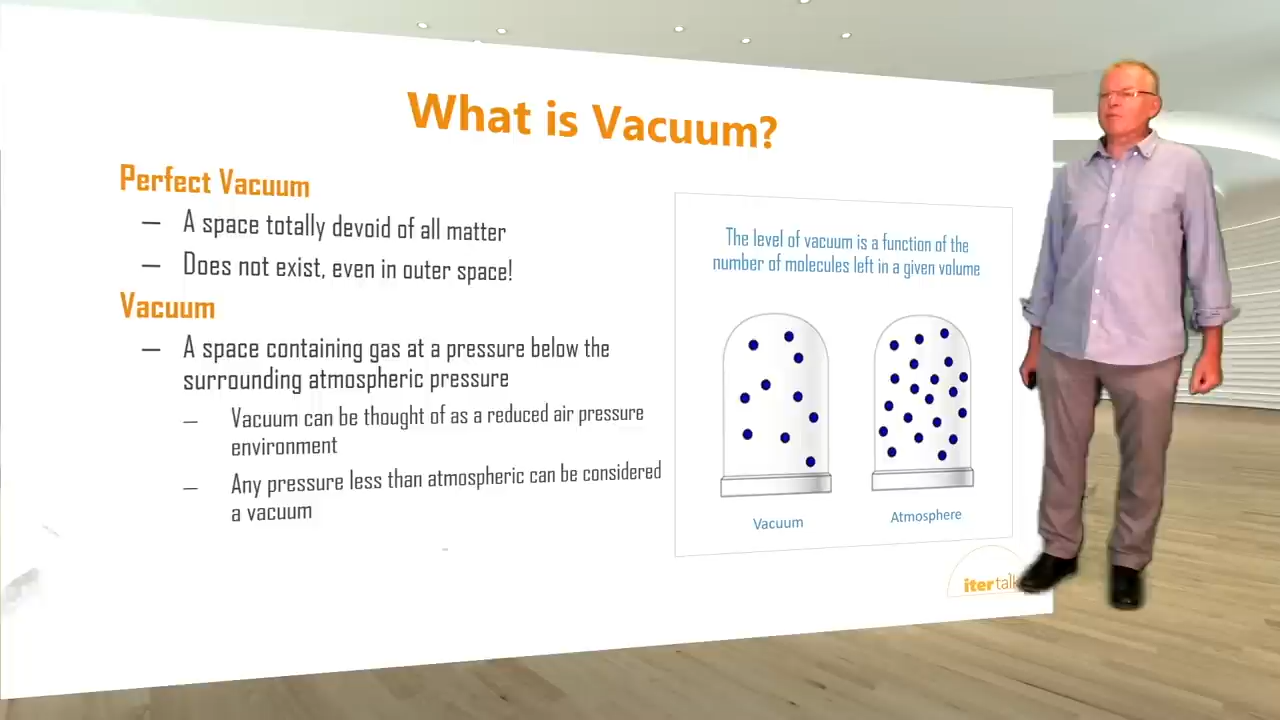 What is Vacuum?
Perfect Vacuum
— A space totally devoid of all matter
— Does not exist, even in outer space!
Vacuum
— A space containing gas at a pressure below the
surrounding atmospheric pressure
— Vacuum can be thought of as a reduced air pressure
environment
— Any pressure less than atmospheric can be considered
a vacuum
The level of vacuum is a function of the
number of molecules left in a given volume
Vacuum
Atmosphere
iter talk